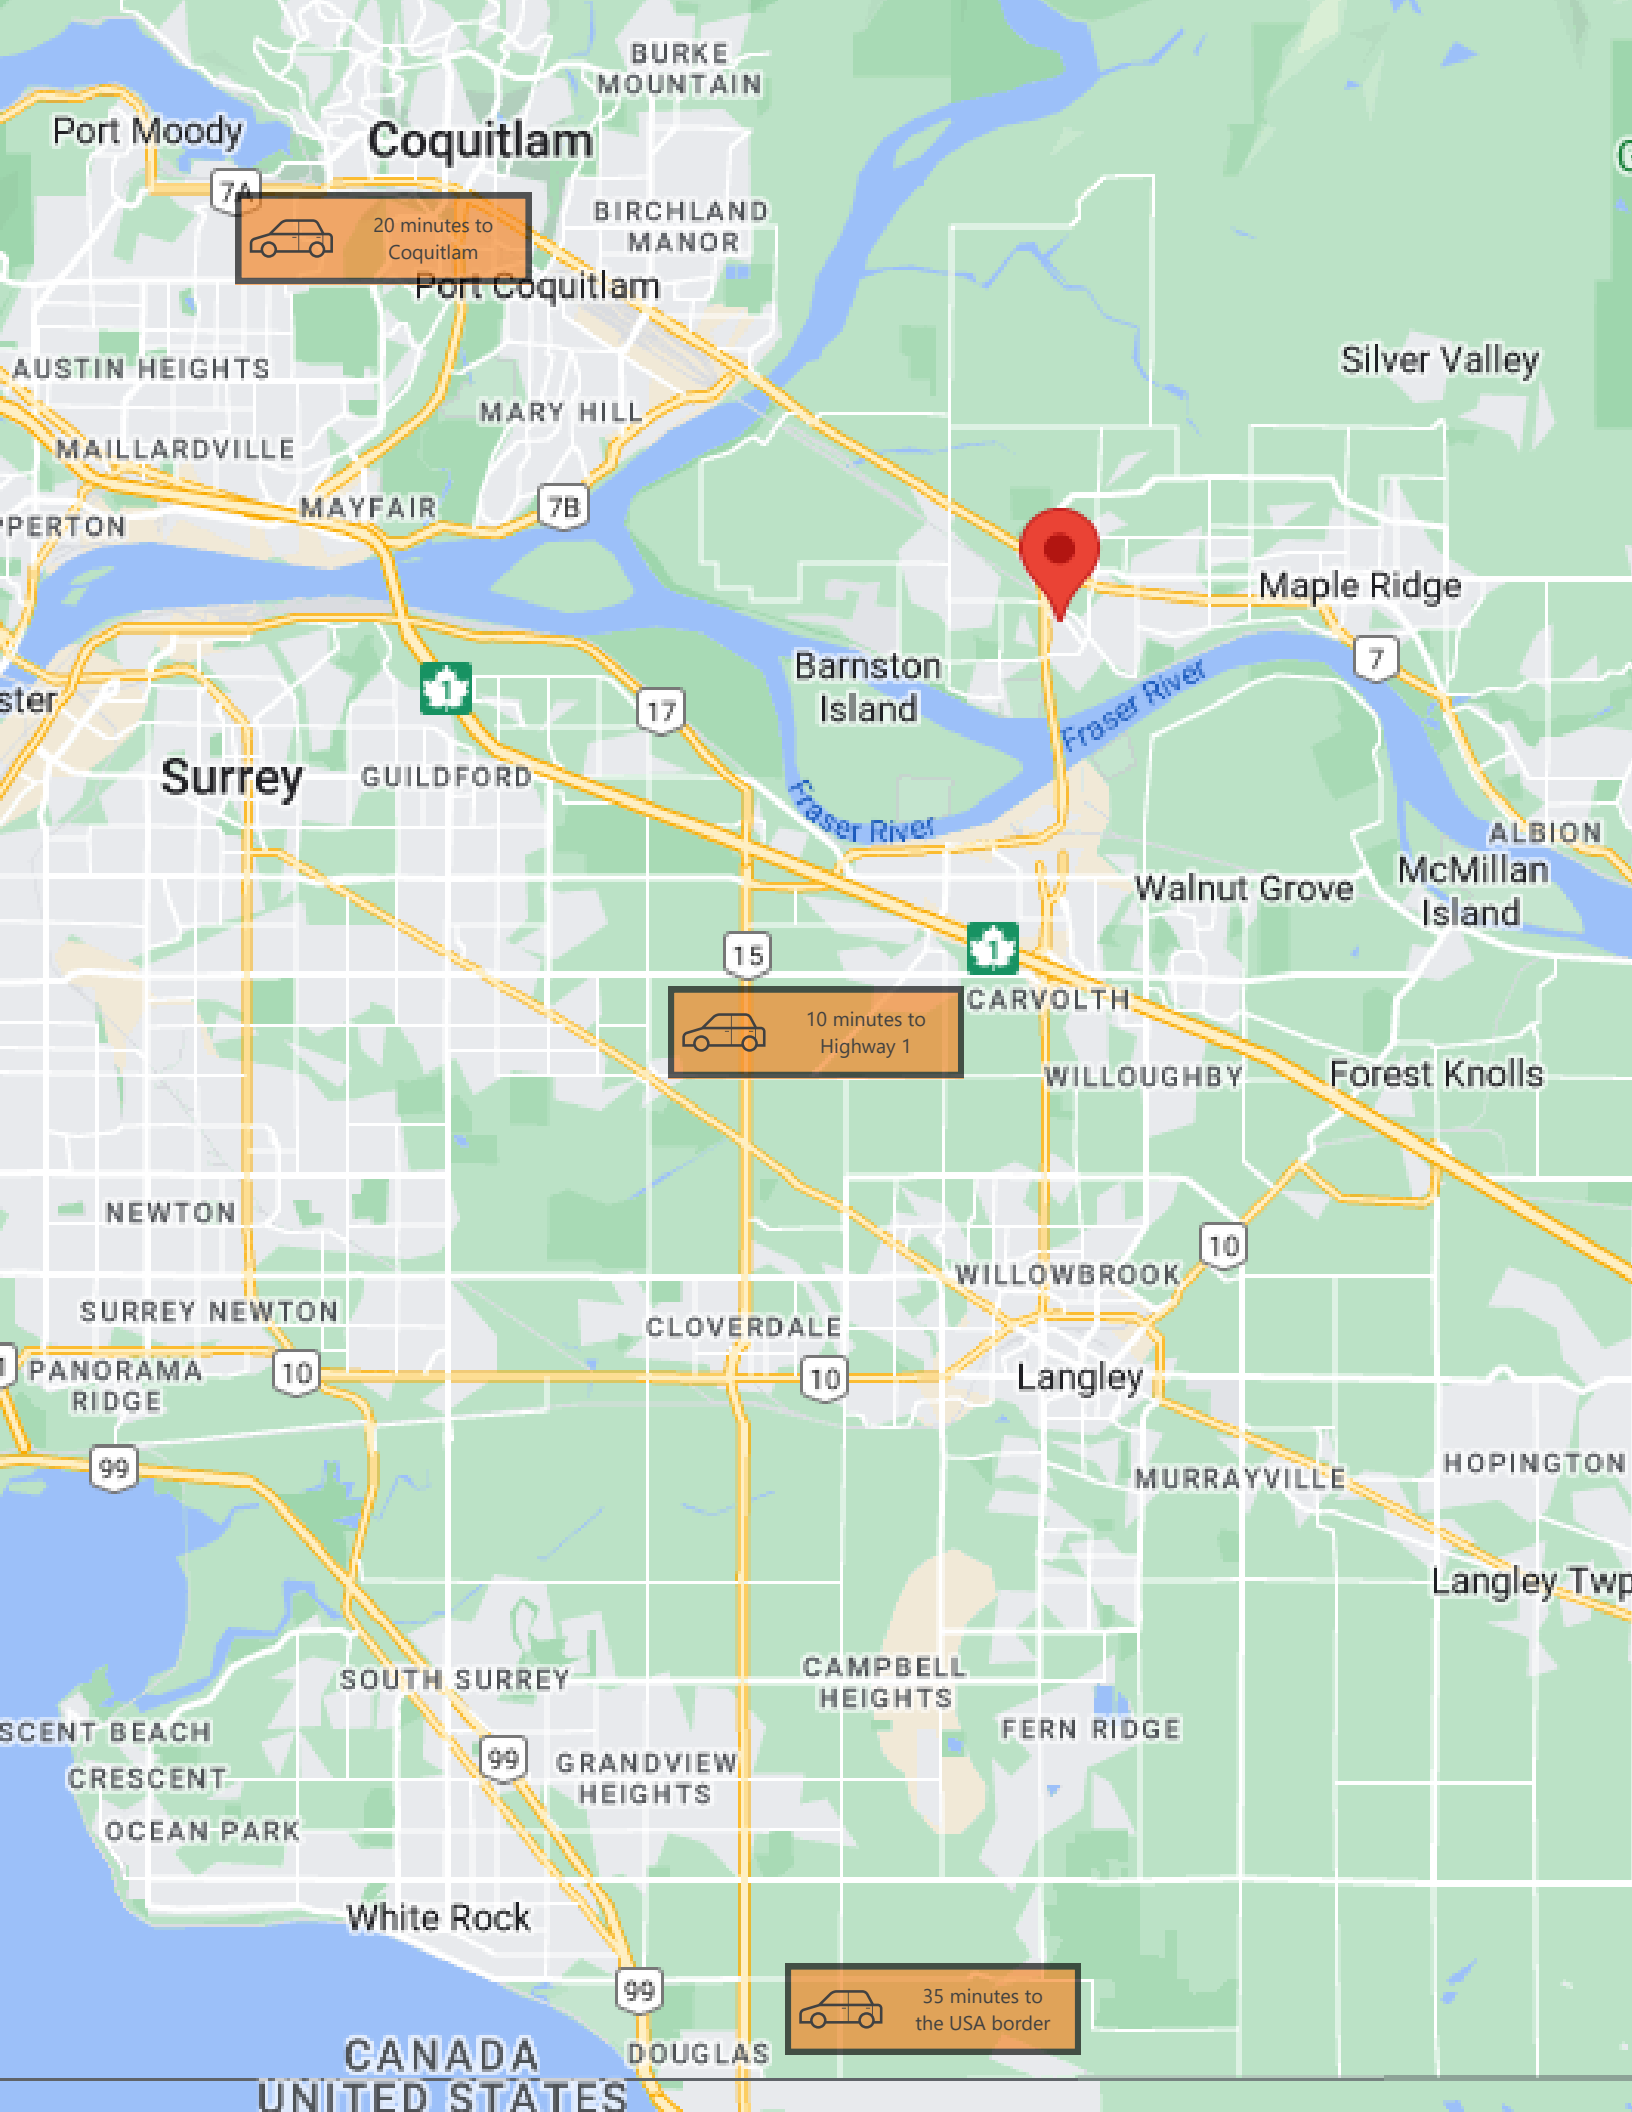 BURKE
MOUNTAIN
Port Moody
Coquitlam
7A
20 minutes to
Coquitlam
BIRCHLAND
MANOR
Port Coquitlam
AUSTIN HEIGHTS
Silver Valley
MARY HILL
MAILLARDVILLE
MAYFAIR
7B
PPERTON
Maple Ridge
7
Barnston
Island
Fraser River
1
ster
17
Surrey
GUILDFORD
Fraser River
ALBION
McMillan
Island
Walnut Grove
15
1
CARVOLTH
10 minutes to
Highway 1
WILLOUGHBY
Forest Knolls
NEWTON
10
WILLOWBROOK
SURREY NEWTON
CLOVERDALE
1
PANORAMA
RIDGE
10
10
Langley
99
MURRAYVILLE
HOPINGTON
Langley Twp
SOUTH SURREY
CAMPBELL
HEIGHTS
FERN RIDGE
SCENT BEACH
CRESCENT
99
GRANDVIEW
HEIGHTS
OCEAN PARK
White Rock
99
35 minutes to
the USA border
DOUGLAS
CANADA
UNITED STATES